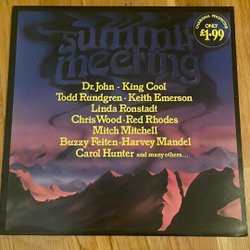 summit
meeting
ONLY
£1·99
Dr.John - King Cool
Todd Rundgren - Keith Emerson
Linda Ronstadt
Chris Wood - Red Rhodes
Mitch Mitchell
Buzzy Feiten - Harvey Mandel
Carol Hunter and many others...